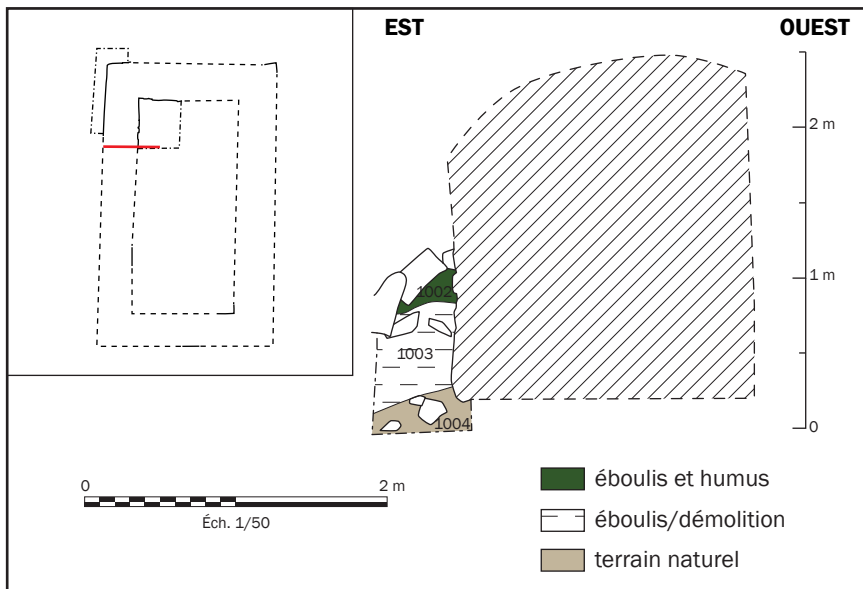 EST
OUEST
2 m
1 m
0
1002
1003
1004
0
2 m
Éch. 1/50
éboulis et humus
éboulis/démolition
terrain naturel